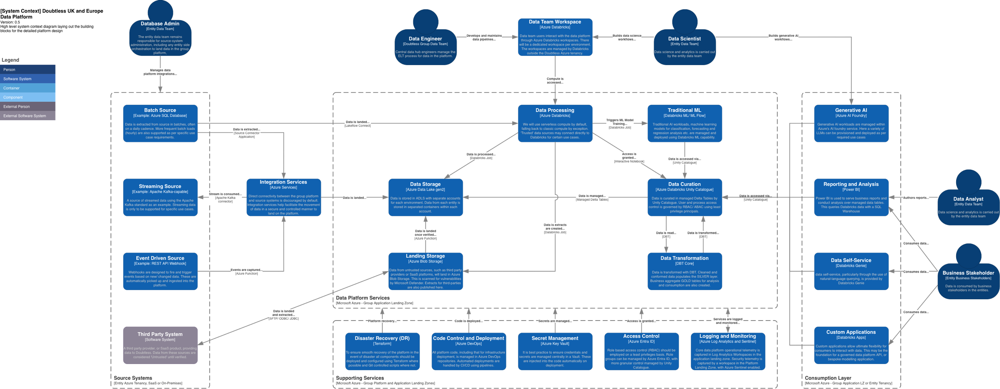 [System Context] Doubtless UK and Europe
Data Platform
Version: 0.5
High level system context diagram laying out the building
blocks for the detailed platform design
Legend
Person
Software System
Container
Component
External Person
External Software System
Database Admin
[Entity Data Team]
The entity data team remains
responsible for source-system
administration, including any entity side
orchestration to land data in the group
platform,
Manages data
platform integrations...
Data Engineer
[Doubtless Group Data Team]
Central data hub engineers manage the
ELT process for data in the platform.
Develops and maintains
data pipelines...
Data Team Workspace
[Azure Databricks]
Data team users interact with the data platform
through Azure Databricks workspaces. There
will be a dedicated workspace per environment.
The workspaces are managed by Databricks
outside the Doubtless Azure tenancy.
Builds data science
workflows...
Data Scientist
[Entity Data Team]
Data science and analytics is carried out
by the entity data team
Builds generative AI
workflows...
Compute is
accessed...
Batch Source
[Example: Azure SQL Database]
Data is extracted from source in batches, often
on a daily cadence. More frequent batch loads
(hourly) are also supported as per specific use
case requirements.
Data is extracted...
[Source Connector
Application]
Data is landed...
[Lakeflow Connect]
Data Processing
[Azure Databricks]
We will use serverless compute by default,
falling back to classic compute by exception.
'Trusted' data sources may connect directly to
Databricks for certain use cases.
Triggers ML Model
Training...
[Databricks Job]
Traditional ML
[Databricks ML/ ML Flow]
Traditional AI workloads, machine learning
models for classification, forecasting and
regression analysis etc. are managed and
deployed using Databricks ML capability.
Generative AI
[Azure AI Foundry]
Generative AI workloads are managed within
Azure's AI foundry service. Here a variety of
LLMs can be provisioned and deployed as per
required use cases
Data is processed...
[Databricks Job]
Access is
granted...
[Interactive Notebook]
Data is accessed via...
[Unity Catalogue]
Streaming Source
[Example: Apache Kafka-capable]
A source of streamed data using the Apache
Kafka standard as an example. Streaming data
is only to be supported for specific use cases.
Stream is consumed...
[Apache Kafka
connector]
Integration Services
[Azure Services]
Direct connectivity between the group platform
and source systems is discouraged by default.
Integration services help facilitate the movement
of data in a secure and controlled manner to
land on the platform.
Data is landed...
Data Storage
[Azure Data Lake gen2]
Data is stored in ADLS with separate accounts
for each environment. Data from each entity is
stored in separated containers within each
account.
Data is managed...
[Managed Delta Tables]
Data Curation
[Azure Databricks Unity Catalogue]
Data is curated in managed Delta Tables by
Unity Catalogue. User and process access
control is governed by RBAC/ ABAC using least
privilege principals.
Data is accessed via...
[Unity Catalogue]
Reporting and Analysis
[Power BI]
Power BI is used to serve business reports and
conduct analysis over managed data tables.
This queries Databricks data with a SQL
Warehouse
Authors reports...
Data Analyst
[Entity Data Team]
Data science and analytics is carried out
by the entity data team
Data is landed
once verified...
[Azure Function]
Data is extracts
are created...
[Databricks Job]
Data is read...
[DBT]
Data is transformed...
[DBT]
Consumes data...
Event Driven Source
[Example: REST API Webhook]
Webhooks are designed to fire and trigger
events based on new/ changed data. These are
automatically picked up and ingested into the
platform.
Events are captured...
[Azure Function]
Landing Storage
[Azure Blob Storage]
Data from untrusted sources, such as third party
providers or SaaS platforms, will land in Azure
Blob Storage. This is scanned for vulnerabilities
by Microsoft Defender. Extracts for third-parties
are also published here.
Data Transformation
[DBT Core]
Data is transformed with DBT. Cleaned and
conformed data populates the SILVER layer.
Business aggregate GOLD tables for analysis
and consumption are also created.
Data Self-Service
[Databricks Genie]
data self-service, particularly through the use of
natural-language querying, is provided by
Databricks Genie
Consumes data...
Business Stakeholder
[Entity Business Stakeholders]
Data is consumed by business
stakeholders in the entities.
Data Platform Services
[Microsoft Azure - Group Application Landing Zone]
Data is landed
and extracted...
[SFTP/ ODBC/ JDBC]
Consumes data...
Platform recovery...
Code is deployed...
Secrets are managed...
Access is granted...
Services are logged
and monitored...
Third Party System
[Software System]
A third party provider, or SaaS product, providing
data to Doubtless. Data from these sources are
considered 'Untrusted' until verified.
Disaster Recovery (DR)
[Terraform]
To ensure smooth recovery of the platform in the
event of disaster all components should be
deployed and configured using Terraform where
possible and Git controlled scripts where not.
Code Control and Deployment
[Azure DevOps]
All platform code, including that for infrastructure
deployment, is managed in Azure DevOps
repositories. Automated deployments are
handled by CI/CD using pipelines.
Secret Management
[Azure Key Vault]
It is best practice to ensure credentials and
secrets are managed centrally in a Vault. These
are injected into the code automatically on
deployment.
Access Control
[Azure Entra ID]
Role based access control (RBAC) should be
employed on a least privileges basis. Role
groups can be managed by Azure Entra ID, with
more granular control managed by Unity
Catalogue.
Logging and Monitoring
[Azure Log Analytics and Sentinel]
Core data platform operational telemetry is
captured in Log Analytics Workspaces in the
application landing zone. Security telemetry is
captured by a workspace in the Platform
Landing Zone, with Azure Sentinel enabled.
Custom Applications
[Databricks Apps]
Custom applications allow ultimate flexibility for
consumers to interact with data. This may be the
foundation for a governed data platform API, or
bespoke modelling application.
Source Systems
[Entity Azure Tenancy, SaaS or On-Premises]
Supporting Services
[Microsoft Azure - Group Platform and Application Landing Zones]
Consumption Layer
[Microsoft Azure - Group Application LZ or Entity Tenancy]